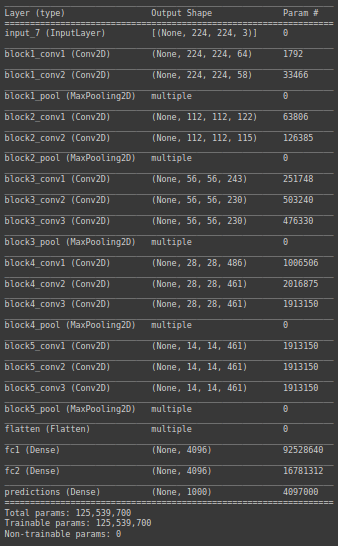 Layer (type) Output Shape Param #
input_7 (InputLayer) [(None, 224, 224, 3)] 0
block1_conv1 (Conv2D) (None, 224, 224, 64) 1792
block1_conv2 (Conv2D) (None, 224, 224, 58) 33466
block1_pool (MaxPooling2D) multiple 0
block2_conv1 (Conv2D) (None, 112, 112, 122) 63806
block2_conv2 (Conv2D) (None, 112, 112, 115) 126385
block2_pool (MaxPooling2D) multiple 0
block3_conv1 (Conv2D) (None, 56, 56, 243) 251748
block3_conv2 (Conv2D) (None, 56, 56, 230) 503240
block3_conv3 (Conv2D) (None, 56, 56, 230) 476330
block3_pool (MaxPooling2D) multiple 0
block4_conv1 (Conv2D) (None, 28, 28, 486) 1006506
block4_conv2 (Conv2D) (None, 28, 28, 461) 2016875
block4_conv3 (Conv2D) (None, 28, 28, 461) 1913150
block4_pool (MaxPooling2D) multiple 0
block5_conv1 (Conv2D) (None, 14, 14, 461) 1913150
block5_conv2 (Conv2D) (None, 14, 14, 461) 1913150
block5_conv3 (Conv2D) (None, 14, 14, 461) 1913150
block5_pool (MaxPooling2D) multiple 0
flatten (Flatten) multiple 0
fc1 (Dense) (None, 4096) 92528640
fc2 (Dense) (None, 4096) 16781312
predictions (Dense) (None, 1000) 4097000
Total params: 125,539,700
Trainable params: 125,539,700
Non-trainable params: 0